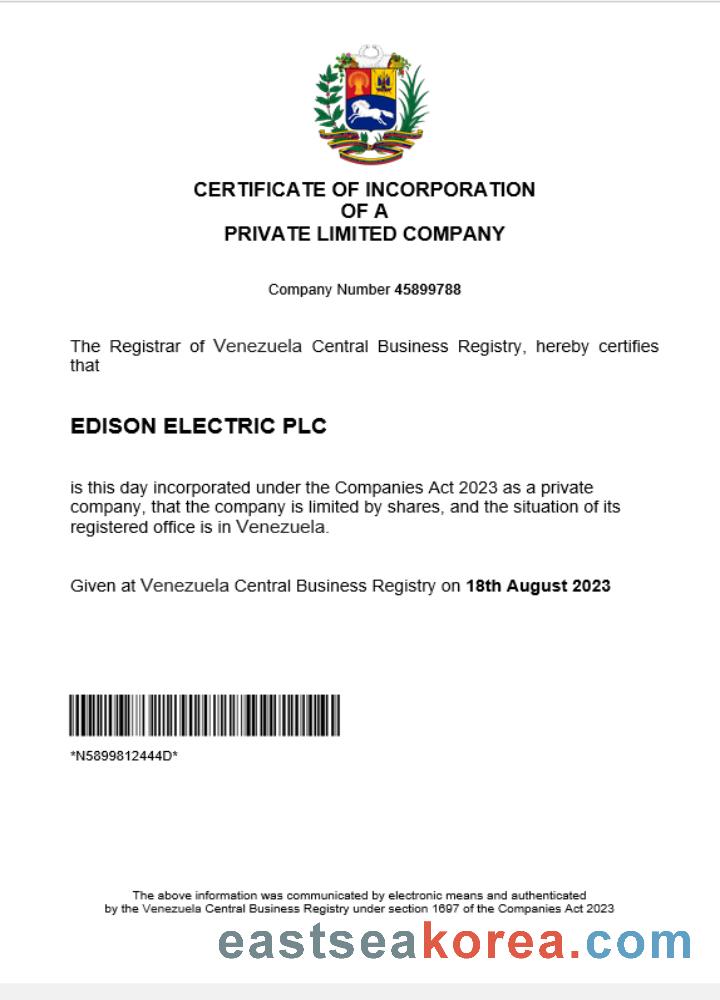 CERTIFICATE OF INCORPORATION
OF A
PRIVATE LIMITED COMPANY
Company Number 45899788
The Registrar of Venezuela Central Business Registry, hereby certifies
that
EDISON ELECTRIC PLC
is this day incorporated under the Companies Act 2023 as a private
company, that the company is limited by shares, and the situation of its
registered office is in Venezuela.
Given at Venezuela Central Business Registry on 18th August 2023
*N5899812444D*
The above information was communicated by electronic means and authenticated
by the Venezuela Central Business Registry under section 1697 of the Companies Act 2023
eastseakorea.com